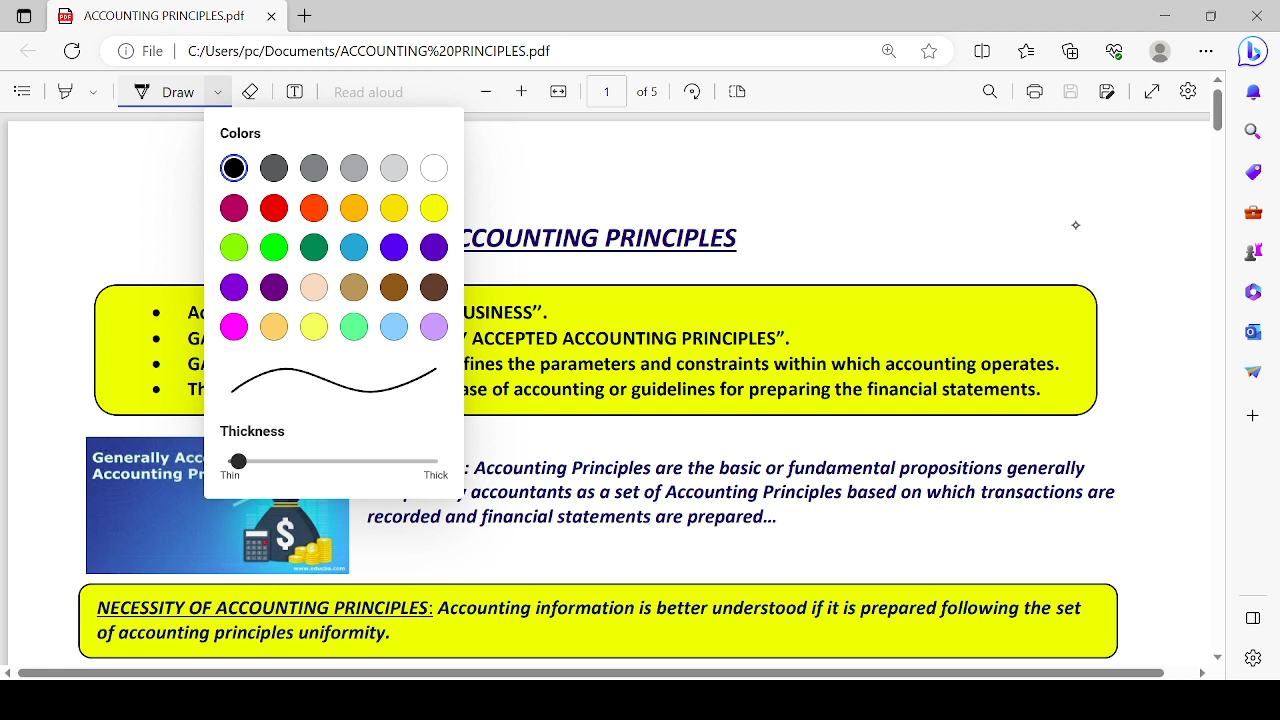 ACCOUNTING PRINCIPLES.pdf
File
C:/Users/pc/Documents/ACCOUNTING%20PRINCIPLES.pdf
Draw
Read aloud
1 of 5
Colors
CCOUNTING PRINCIPLES
USINESS”.
ACCEPTED ACCOUNTING PRINCIPLES”.
fines the parameters and constraints within which accounting operates.
Th ase of accounting or guidelines for preparing the financial statements.
Thickness
Thin Thick
Generally Acc
Accounting Pr
$
www.educba.com
: Accounting Principles are the basic or fundamental propositions generally
accountants as a set of Accounting Principles based on which transactions are
recorded and financial statements are prepared...
NECESSITY OF ACCOUNTING PRINCIPLES: Accounting information is better understood if it is prepared following the set
of accounting principles uniformity.